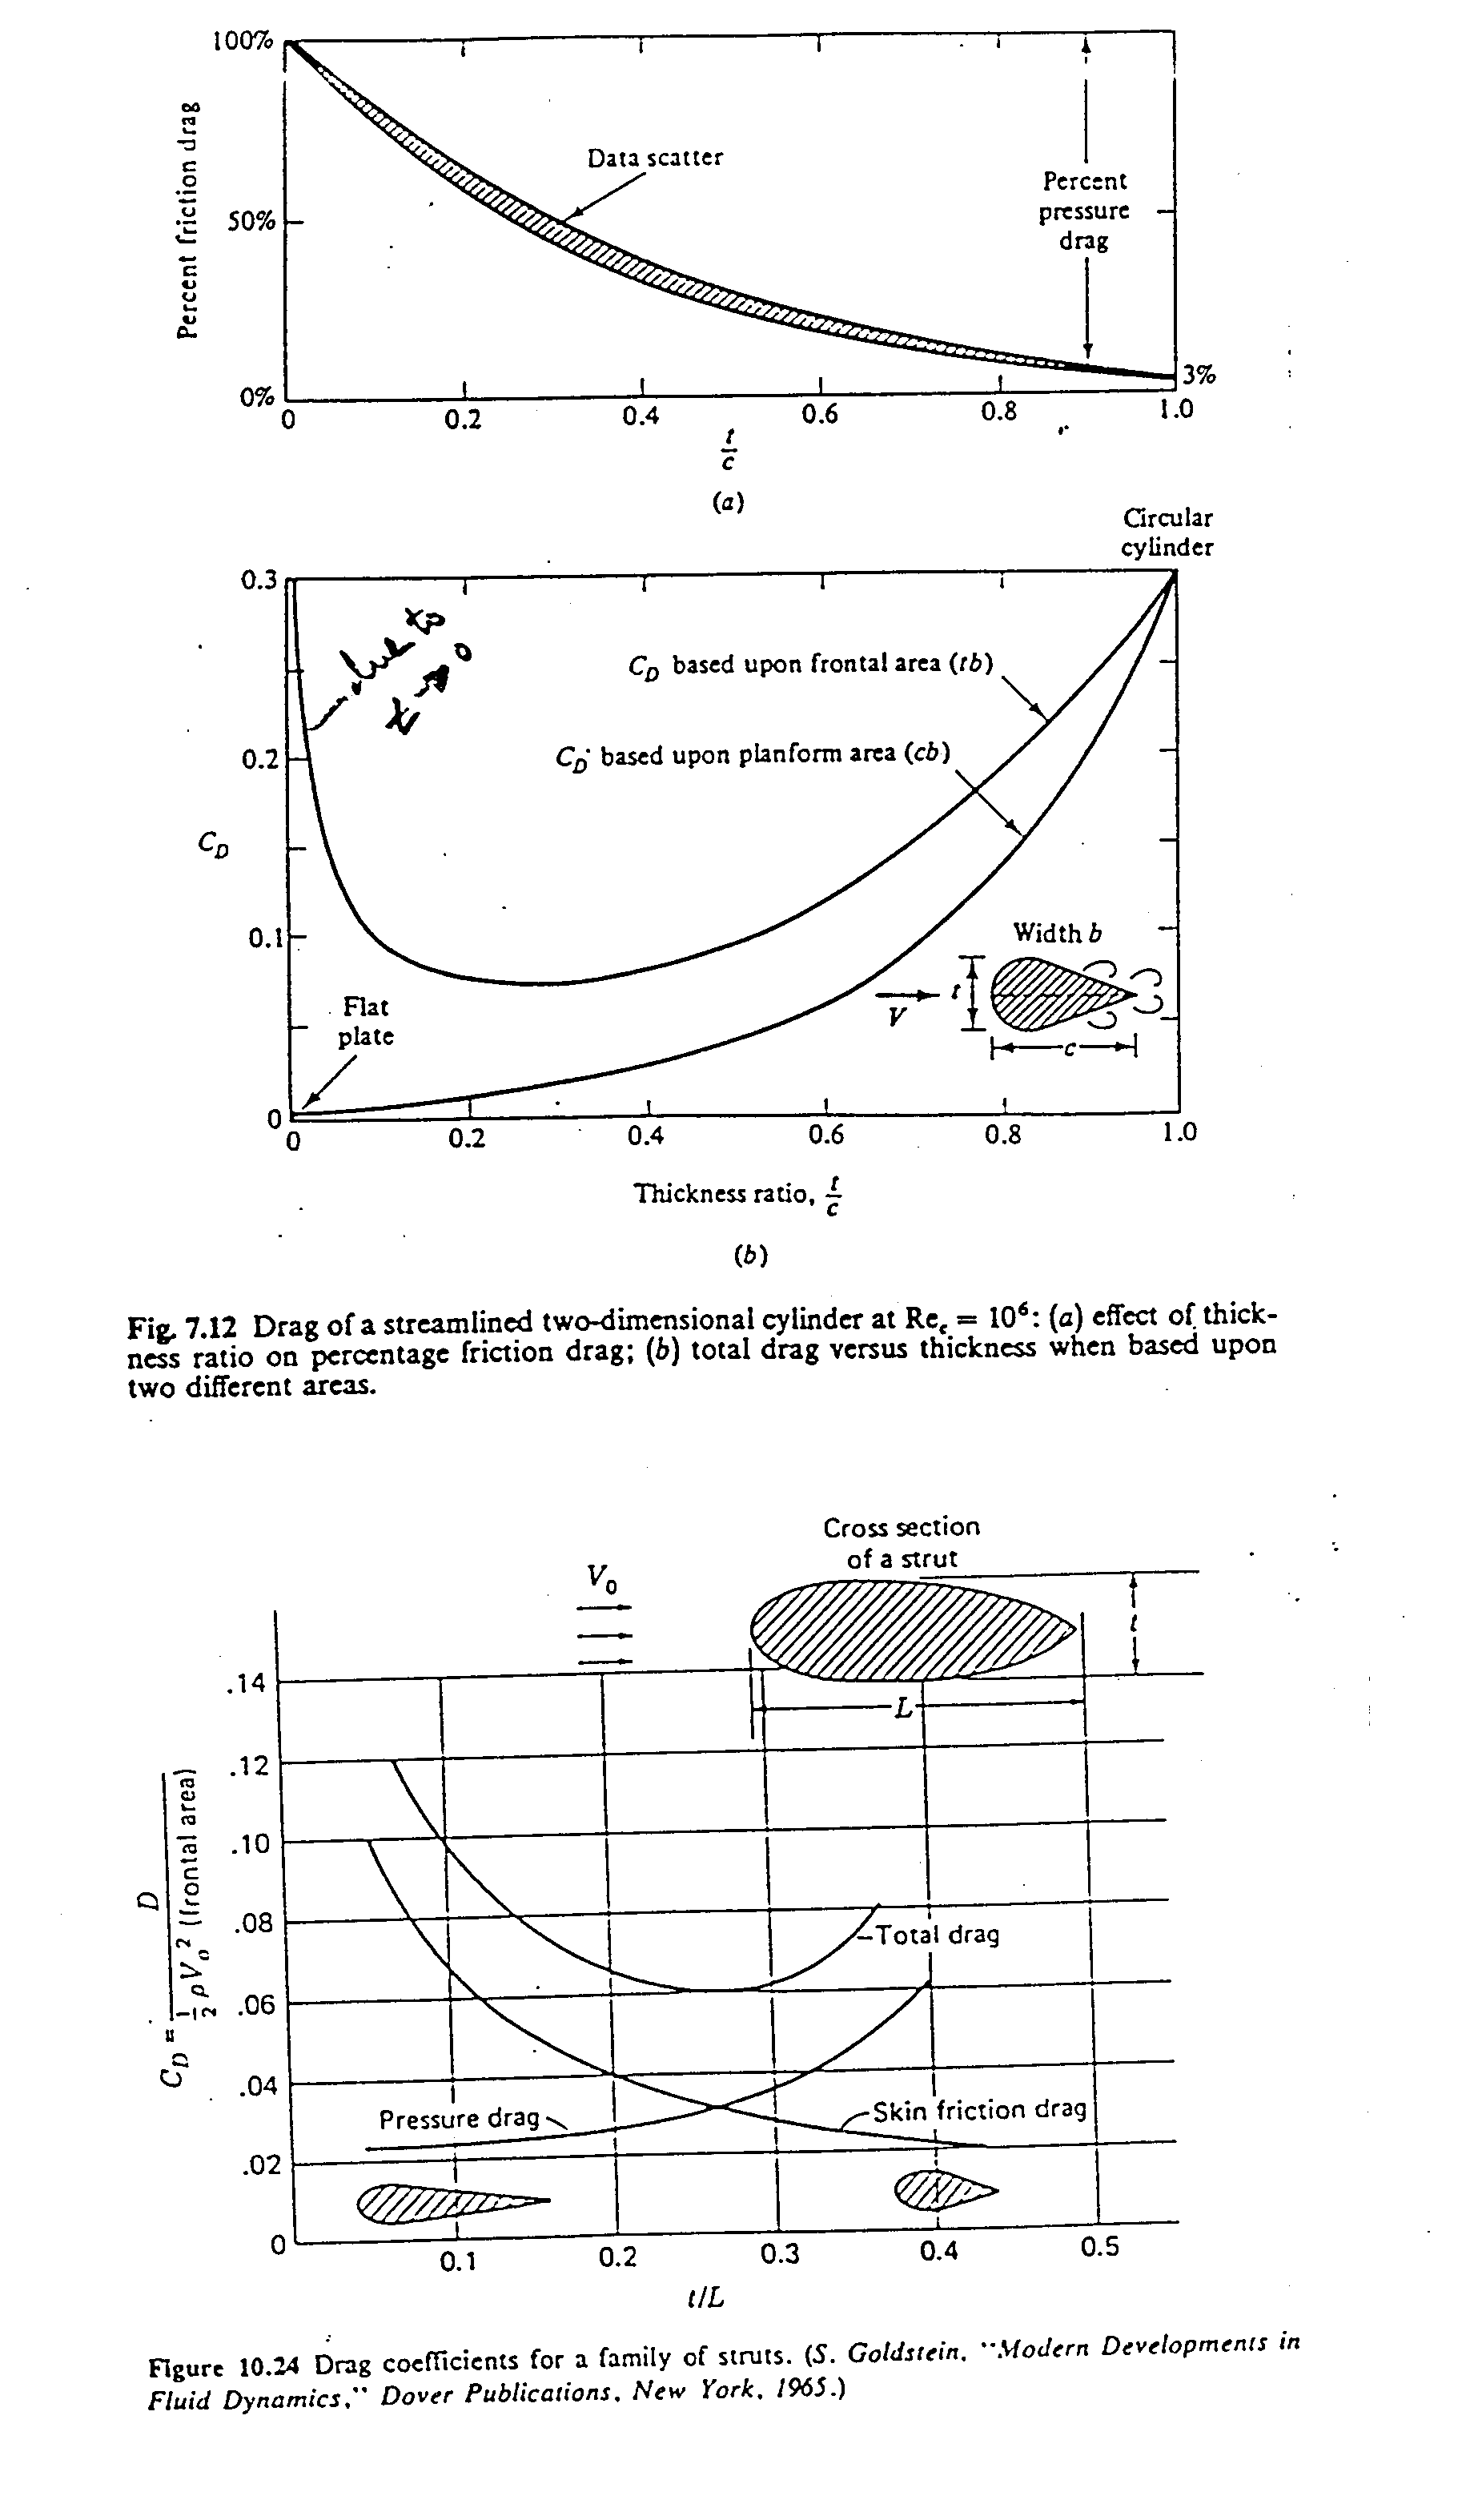 100%
Percent friction drag
Data scatter
Percent
pressure
drag
50%
0%
3%
0
0.2
0.4
0.6
0.8
1.0
t
c
(a)
Circular
cylinder
0.3
due to
t → 0
C_D based upon frontal area (tb)
0.2
C_D based upon planform area (cb)
C_D
0.1
Width b
t
V
c
Flat
plate
0
0
0.2
0.4
0.6
0.8
1.0
Thickness ratio, t/c
(b)
Fig. 7.12 Drag of a streamlined two-dimensional cylinder at Re_c = 10⁶: (a) effect of thick-
ness ratio on percentage friction drag; (b) total drag versus thickness when based upon
two different areas.
Cross section
of a strut
V₀
t
L
.14
.12
.10
.08
.06
.04
.02
0
C_D = D / ½ ρV₀² (frontal area)
Total drag
Pressure drag
Skin friction drag
0.1
0.2
0.3
0.4
0.5
t/L
Figure 10.24 Drag coefficients for a family of struts. (S. Goldstein, "Modern Developments in
Fluid Dynamics," Dover Publications, New York, 1965.)